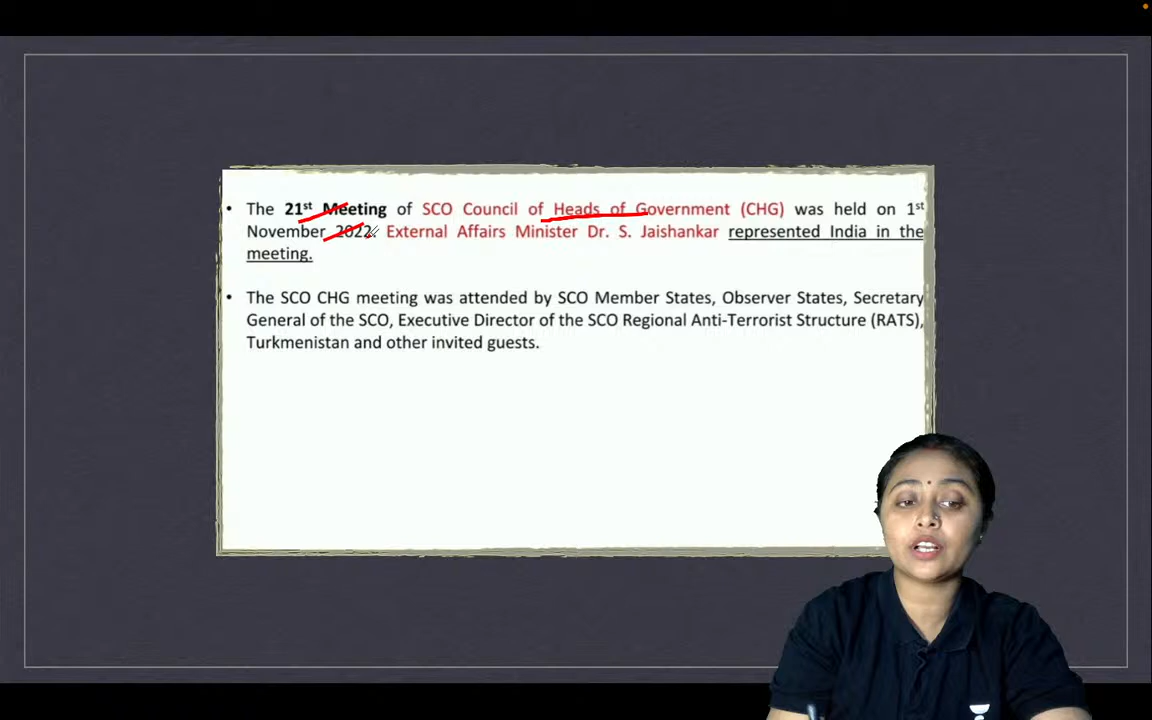 • The 21st Meeting of SCO Council of Heads of Government (CHG) was held on 1st
November 2022. External Affairs Minister Dr. S. Jaishankar represented India in the
meeting.
• The SCO CHG meeting was attended by SCO Member States, Observer States, Secretary
General of the SCO, Executive Director of the SCO Regional Anti-Terrorist Structure (RATS),
Turkmenistan and other invited guests.